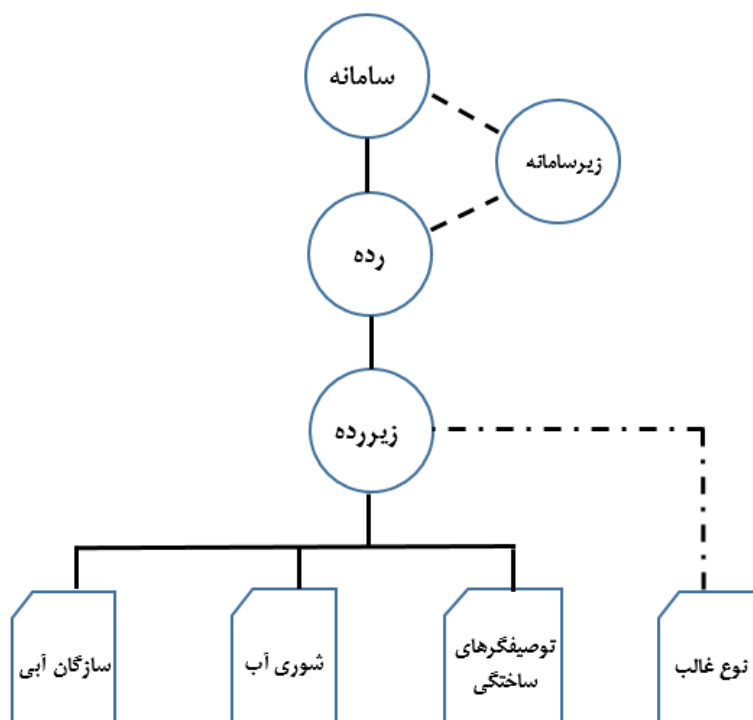 سامانه
زیرسامانه
رده
زیررده
نوع غالب
توصیفگرهای
ساختگی
شوری آب
سازگان آبی